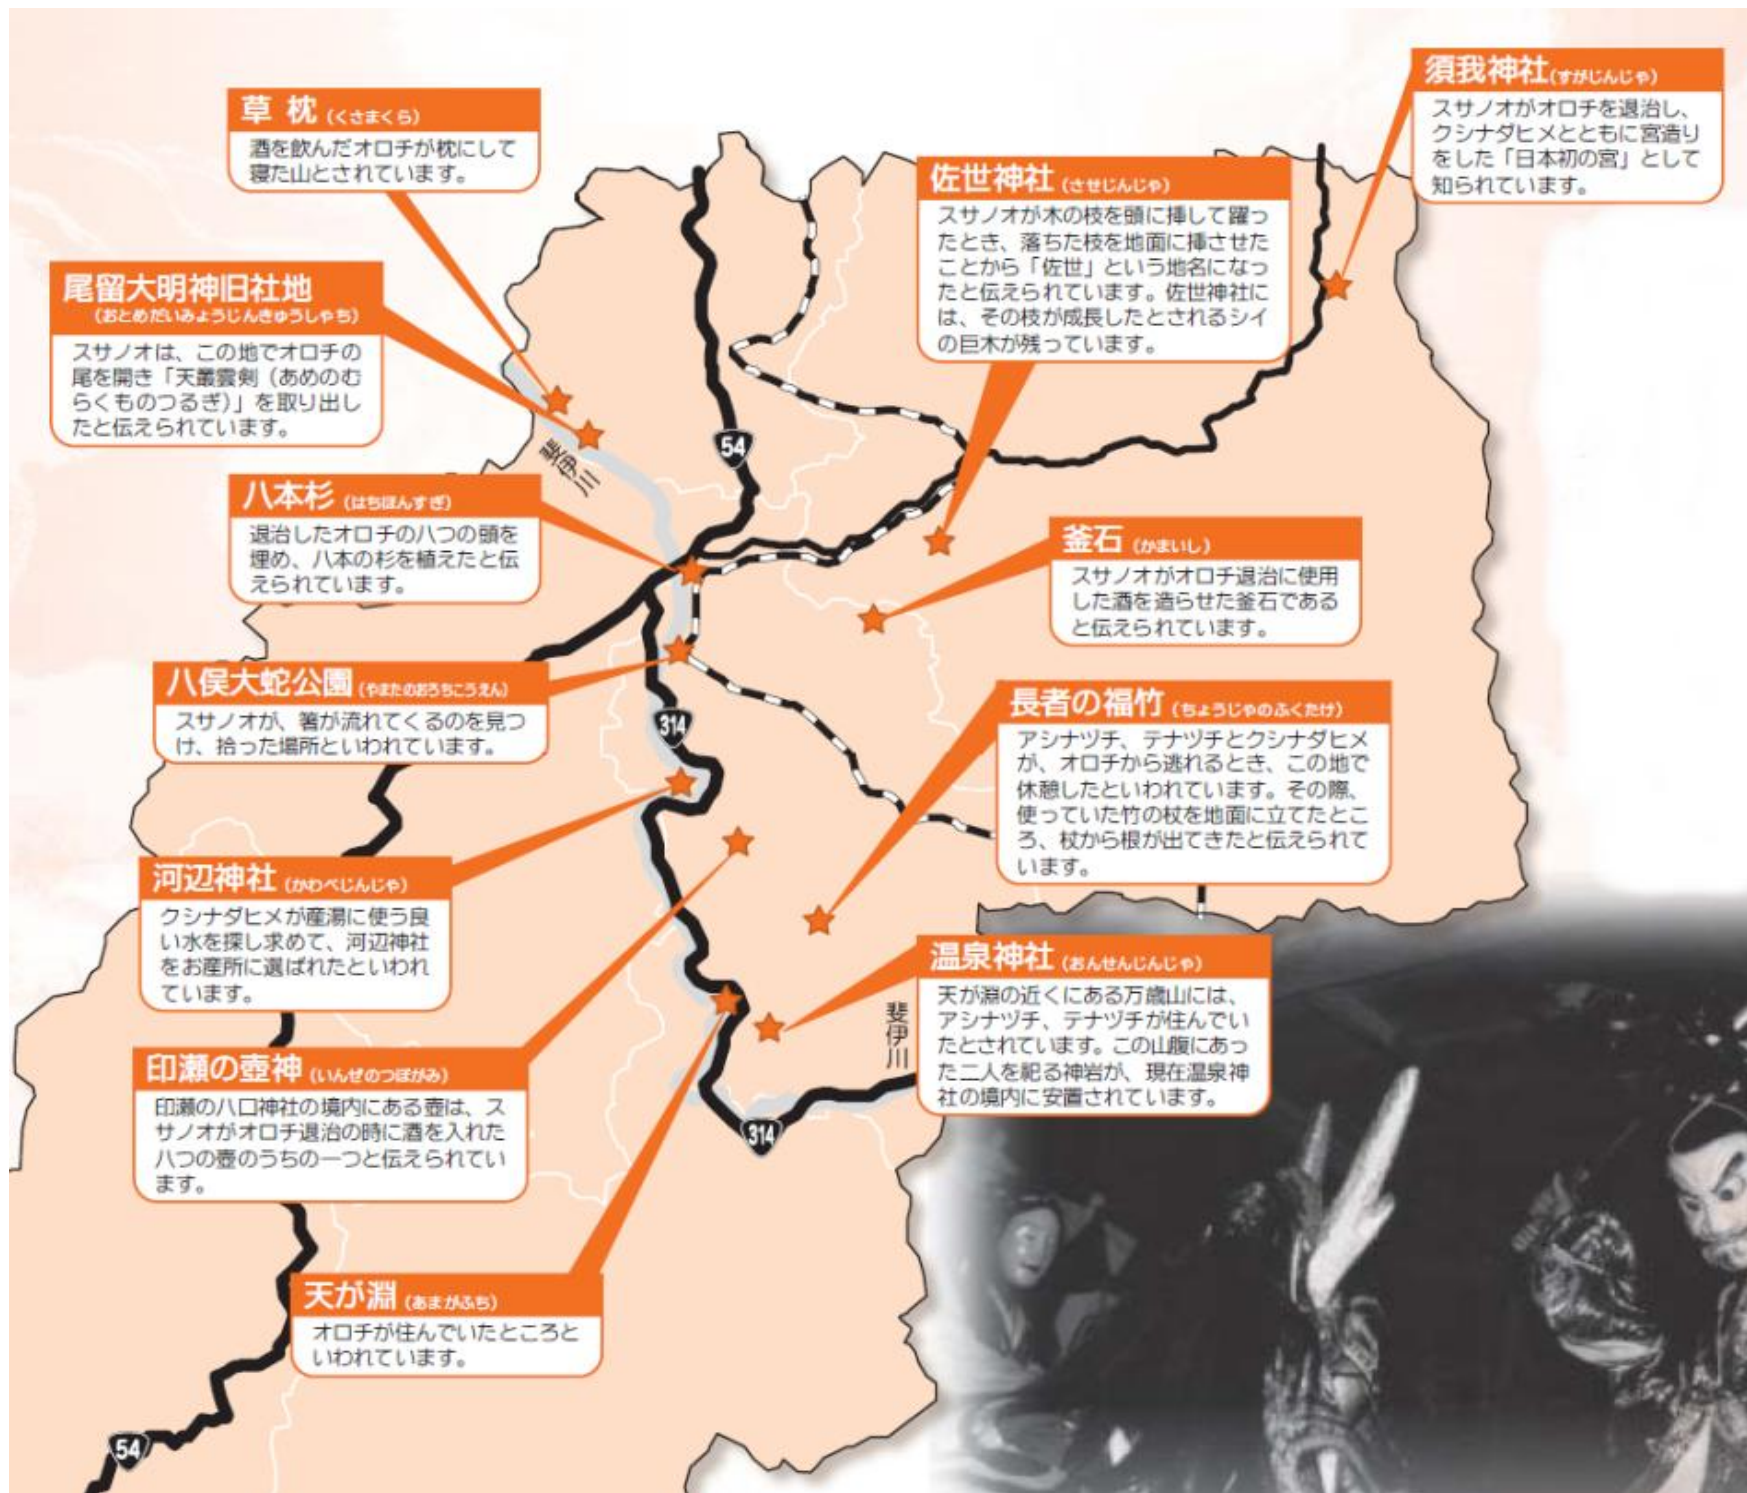 草 枕 (くさまくら)
酒を飲んだオロチが枕にして
寝た山とされています。
須我神社(すがじんじゃ)
スサノオがオロチを退治し、
クシナダヒメとともに宮造り
をした「日本初の宮」として
知られています。
佐世神社(させじんじゃ)
スサノオが木の枝を頭に挿して躍っ
たとき、落ちた枝を地面に挿させた
ことから「佐世」という地名になっ
たと伝えられています。佐世神社に
は、その枝が成長したとされるシイ
の巨木が残っています。
尾留大明神旧社地
(おとめだいみょうじんきゅうしゃち)
スサノオは、この地でオロチの
尾を開き「天叢雲剣（あめのむ
らくものつるぎ）」を取り出し
たと伝えられています。
斐伊川
54
八本杉(はちほんすぎ)
退治したオロチの八つの頭を
埋め、八本の杉を植えたと伝
えられています。
釜石(かまいし)
スサノオがオロチ退治に使用
した酒を造らせた釜石である
と伝えられています。
八俣大蛇公園(やまたのおろちこうえん)
スサノオが、箸が流れてくるのを見つ
け、拾った場所といわれています。
314
長者の福竹(ちょうじゃのふくたけ)
アシナヅチ、テナヅチとクシナダヒメ
が、オロチから逃れるとき、この地で
休憩したといわれています。その際、
使っていた竹の杖を地面に立てたとこ
ろ、杖から根が出てきたと伝えられて
います。
河辺神社(かわべじんじゃ)
クシナダヒメが産湯に使う良
い水を探し求めて、河辺神社
をお産所に選ばれたといわれ
ています。
温泉神社(おんせんじんじゃ)
天が淵の近くにある万歳山には、
アシナヅチ、テナヅチが住んでい
たとされています。この山腹にあっ
た二人を祀る神岩が、現在温泉神
社の境内に安置されています。
斐伊川
印瀬の壺神(いんぜのつぼがみ)
印瀬の八口神社の境内にある壺は、ス
サノオがオロチ退治の時に酒を入れた
八つの壺のうちの一つと伝えられてい
ます。
314
天が淵(あまがふち)
オロチが住んでいたところと
いわれています。
54